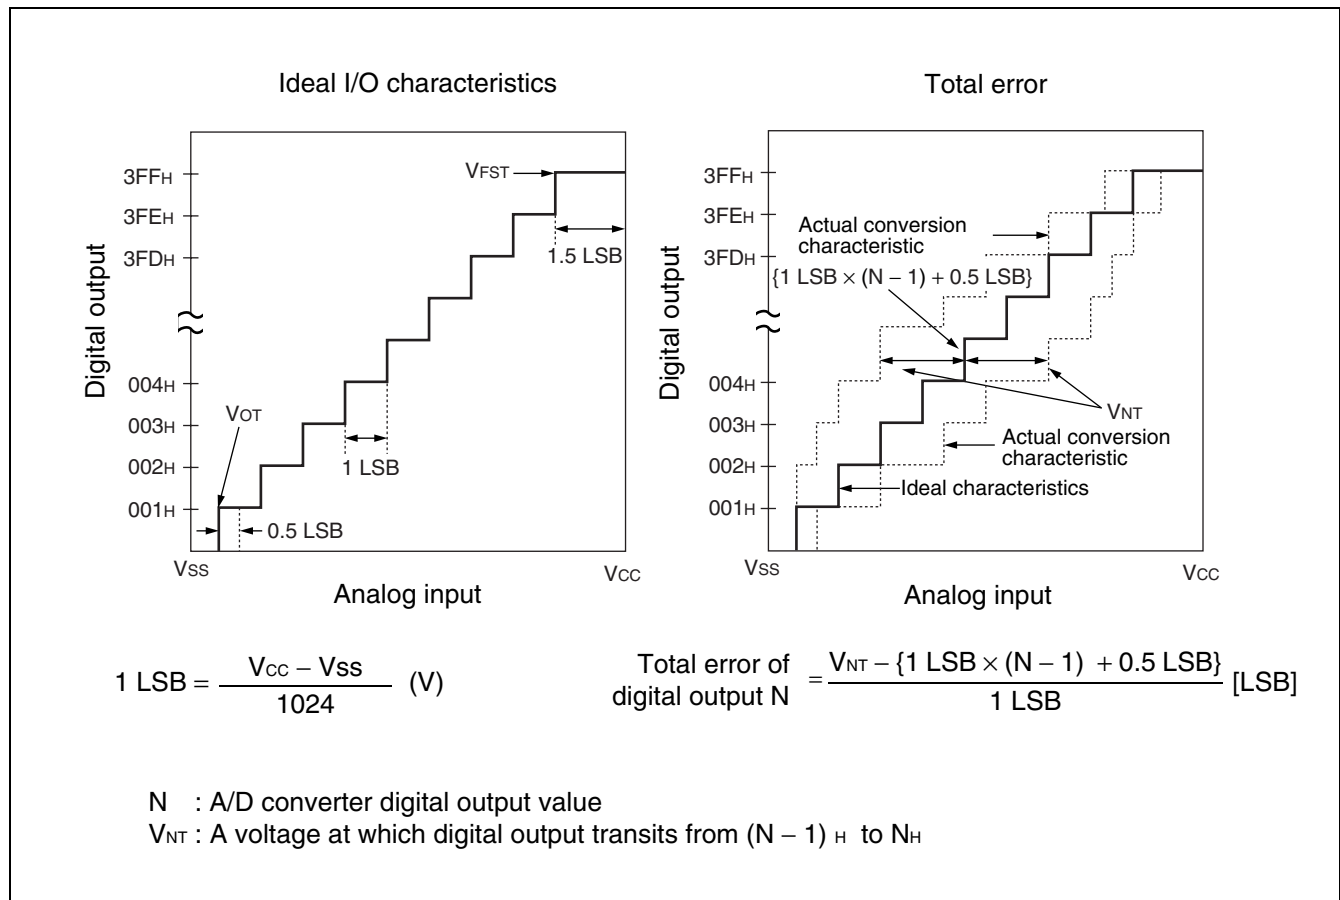 Ideal I/O characteristics
Digital output
3FFH
3FEH
3FDH
004H
003H
002H
001H
VFST
1.5 LSB
VOT
1 LSB
0.5 LSB
VSS
VCC
Analog input
Total error
Digital output
3FFH
3FEH
3FDH
004H
003H
002H
001H
Actual conversion
characteristic
{1 LSB × (N − 1) + 0.5 LSB}
VNT
Actual conversion
characteristic
Ideal characteristics
VSS
VCC
Analog input
1 LSB = VCC − Vss / 1024 (V)
Total error of
digital output N = VNT − {1 LSB × (N − 1) + 0.5 LSB} / 1 LSB [LSB]
N : A/D converter digital output value
VNT : A voltage at which digital output transits from (N − 1) H to NH